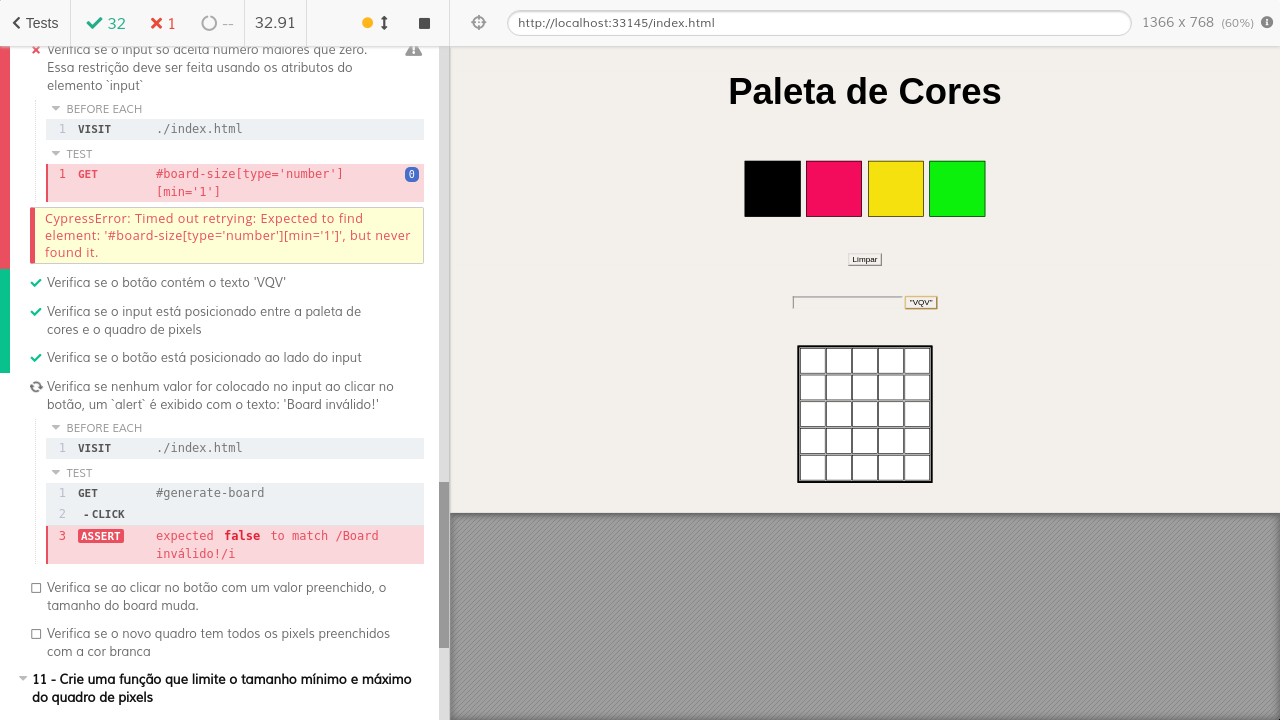 Tests
32
1
--
32.91
http://localhost:33145/index.html
1366 x 768 (60%)
Verifica se o input só aceita número maiores que zero.
Essa restrição deve ser feita usando os atributos do
elemento `input`
BEFORE EACH
1 VISIT ./index.html
TEST
1 GET #board-size[type='number'] 0
[min='1']
CypressError: Timed out retrying: Expected to find
element: '#board-size[type='number'][min='1']', but never
found it.
Verifica se o botão contém o texto 'VQV'
Verifica se o input está posicionado entre a paleta de
cores e o quadro de pixels
Verifica se o botão está posicionado ao lado do input
Verifica se nenhum valor for colocado no input ao clicar no
botão, um `alert` é exibido com o texto: 'Board inválido!'
BEFORE EACH
1 VISIT ./index.html
TEST
1 GET #generate-board
2 - CLICK
3 ASSERT expected false to match /Board
inválido!/i
Verifica se ao clicar no botão com um valor preenchido, o
tamanho do board muda.
Verifica se o novo quadro tem todos os pixels preenchidos
com a cor branca
11 - Crie uma função que limite o tamanho mínimo e máximo
do quadro de pixels
Paleta de Cores
Limpar
"VQV"